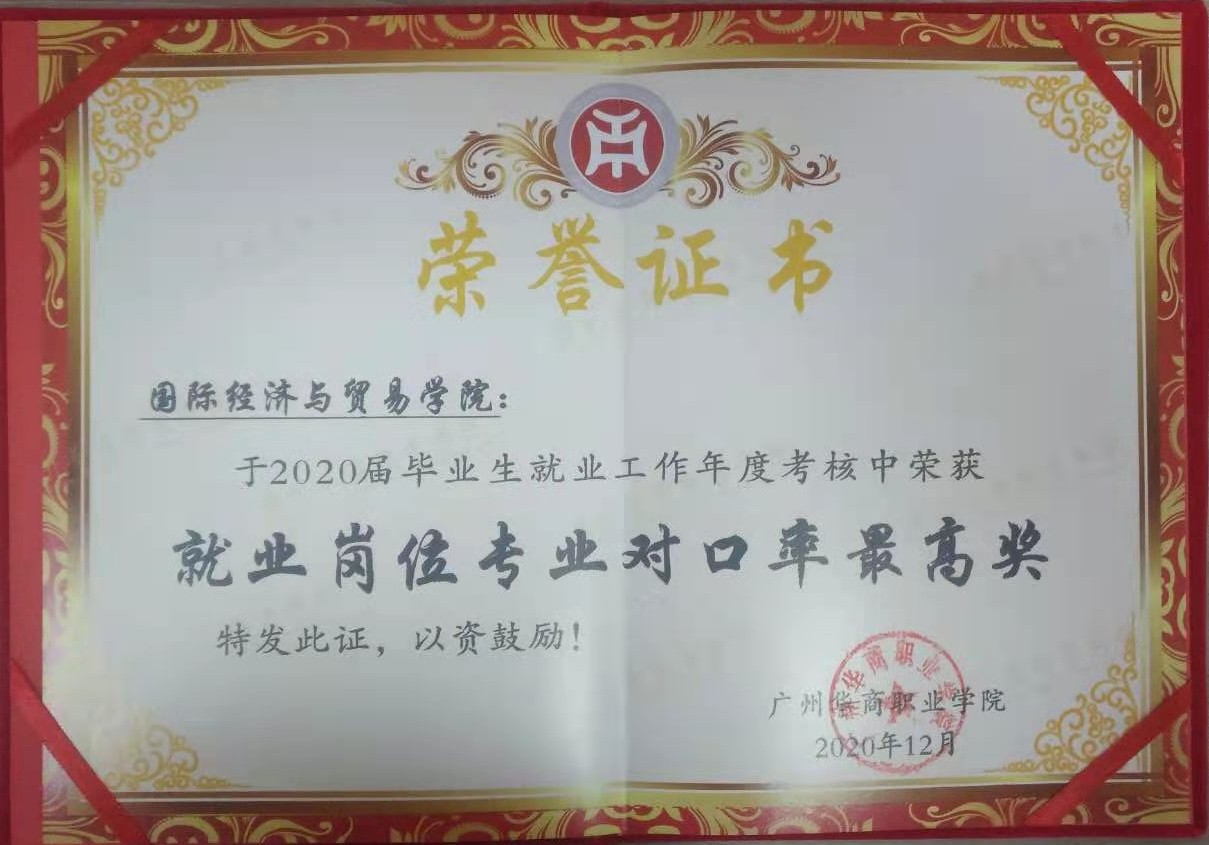 荣誉证书
国际经济与贸易学院：
于2020届毕业生就业工作年度考核中荣获
就业岗位专业对口率最高奖
特发此证，以资鼓励！
广州华商职业学院
2020年12月